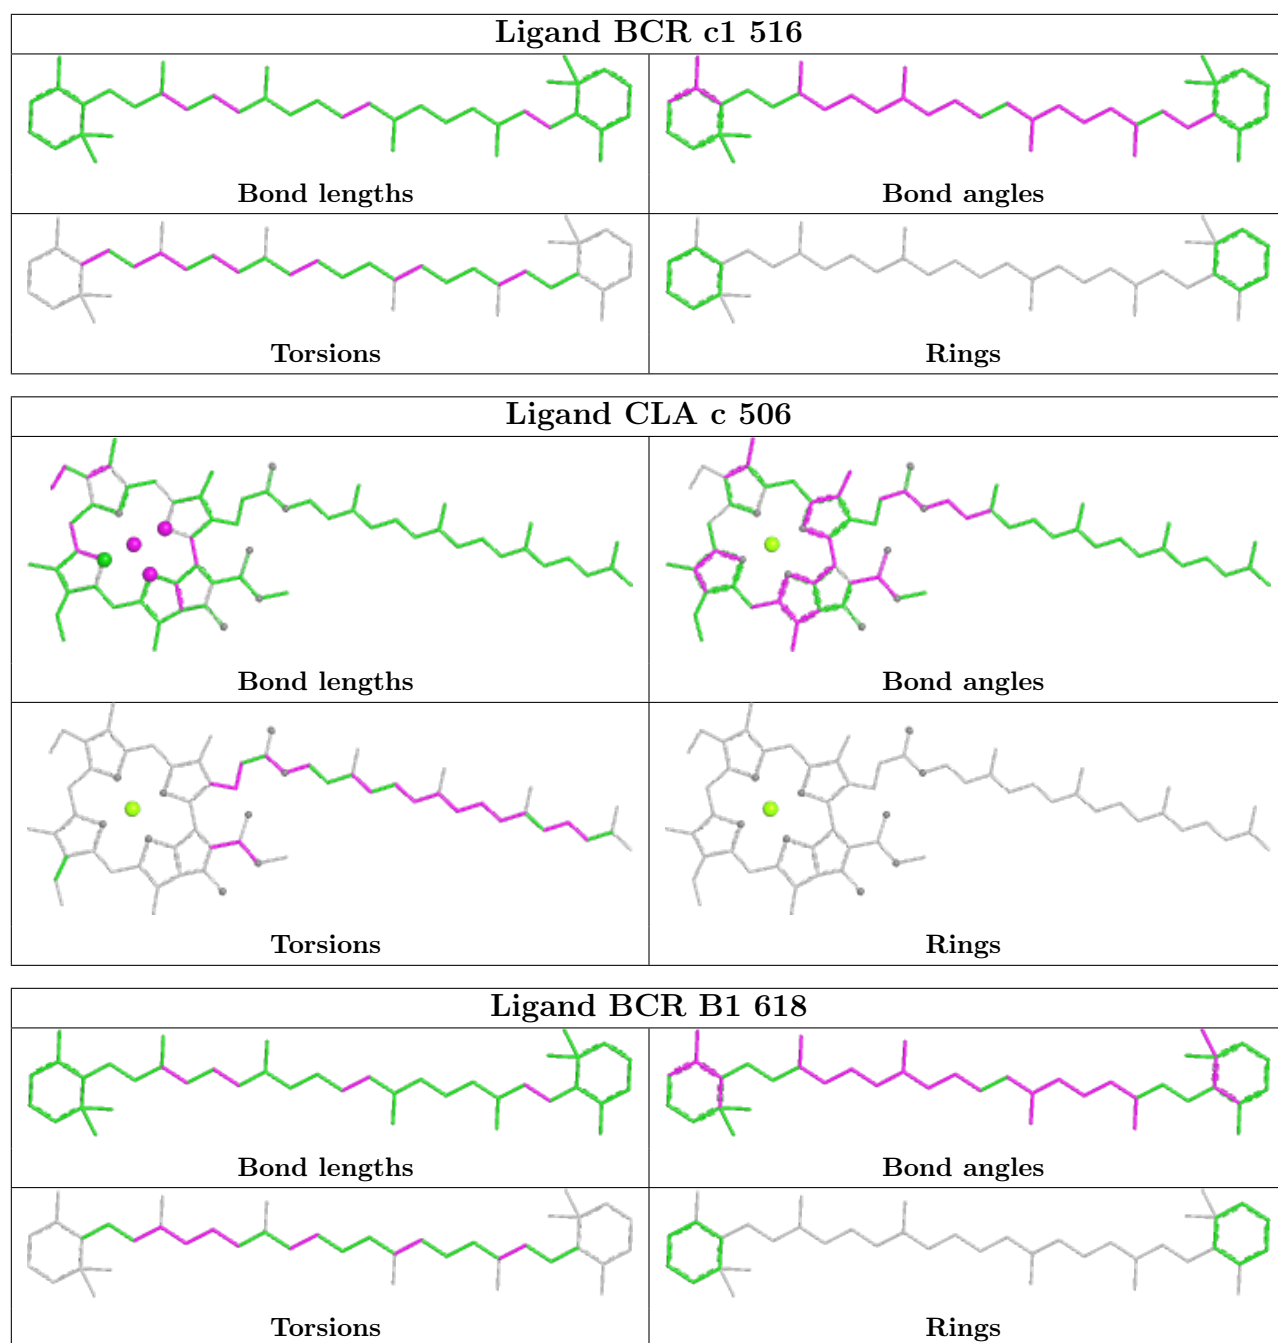 Ligand BCR c1 516
Bond lengths
Bond angles
Torsions
Rings
Ligand CLA c 506
Bond lengths
Bond angles
Torsions
Rings
Ligand BCR B1 618
Bond lengths
Bond angles
Torsions
Rings